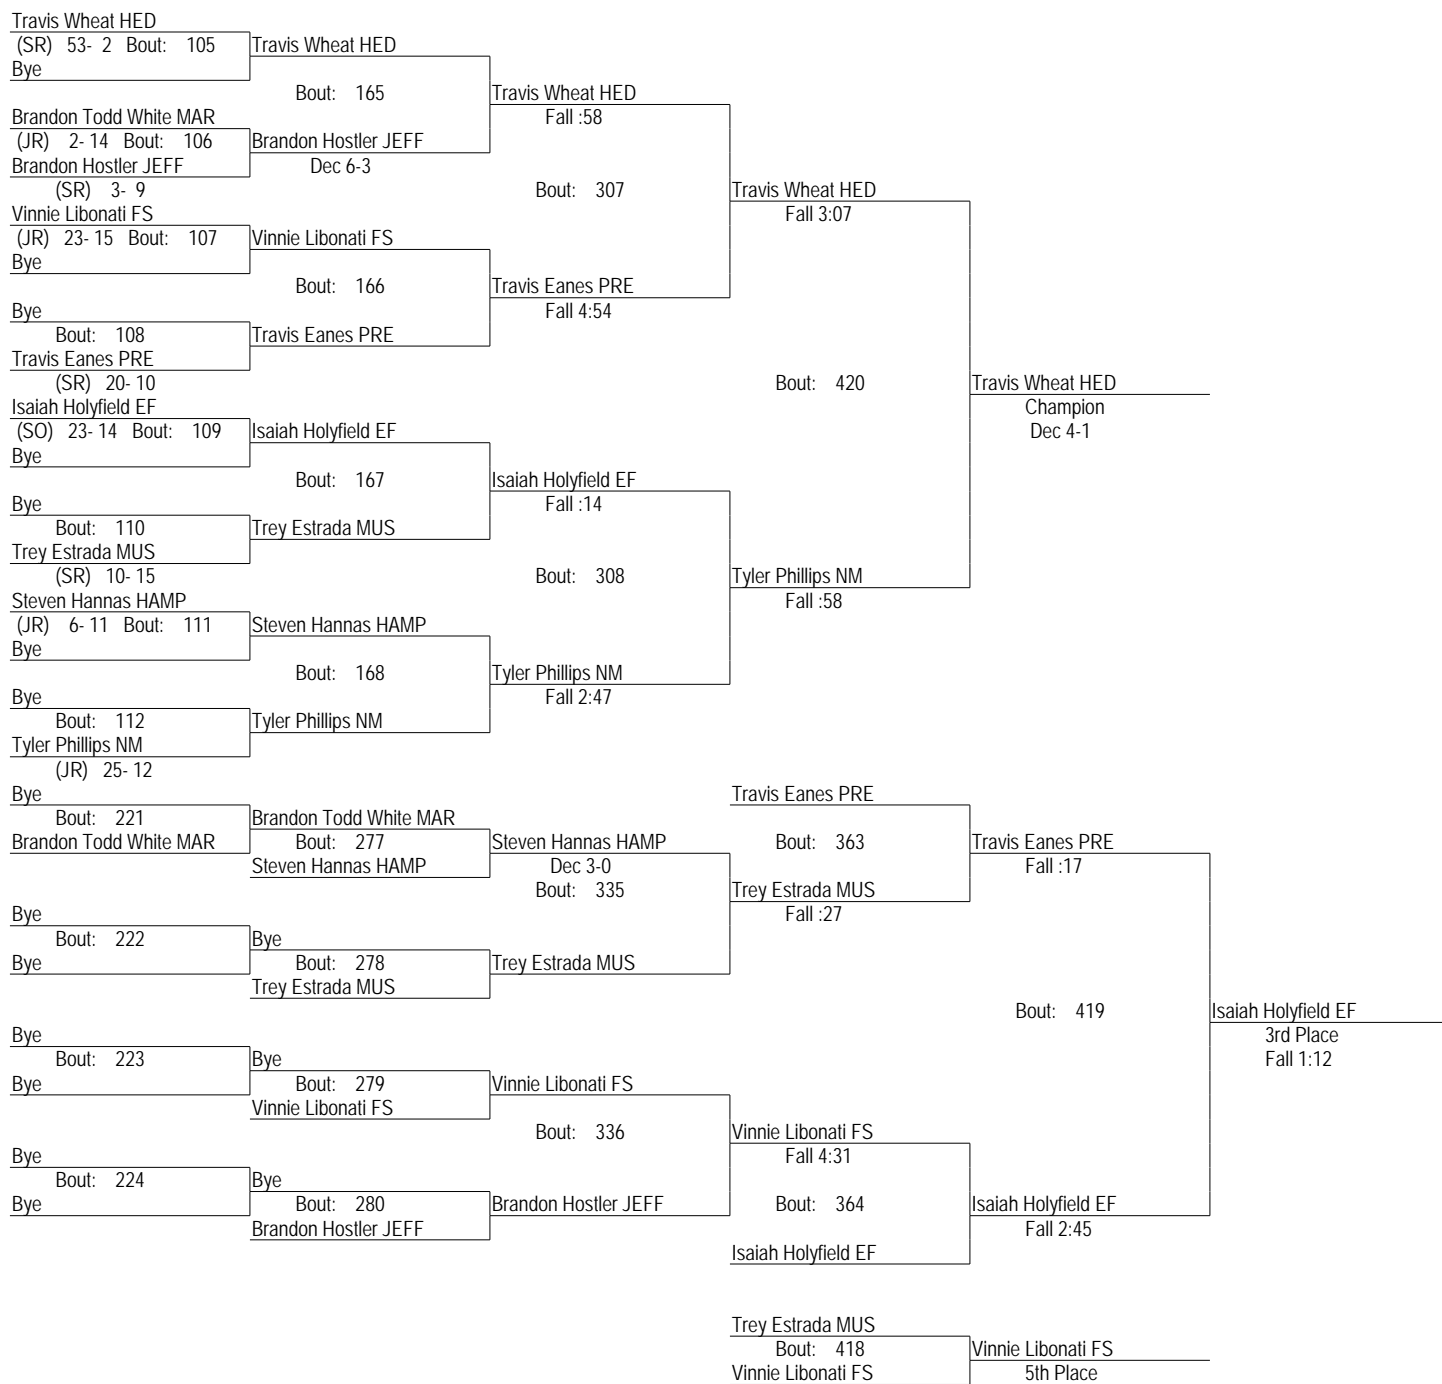 Travis Wheat HED
(SR) 53- 2 Bout: 105 Travis Wheat HED
Bye
Bout: 165 Travis Wheat HED
Brandon Todd White MAR Fall :58
(JR) 2- 14 Bout: 106 Brandon Hostler JEFF
Brandon Hostler JEFF Dec 6-3
(SR) 3- 9 Bout: 307 Travis Wheat HED
Vinnie Libonati FS Fall 3:07
(JR) 23- 15 Bout: 107 Vinnie Libonati FS
Bye
Bout: 166 Travis Eanes PRE
Bye Fall 4:54
Bout: 108 Travis Eanes PRE
Travis Eanes PRE
(SR) 20- 10 Bout: 420 Travis Wheat HED
Isaiah Holyfield EF Champion
(SO) 23- 14 Bout: 109 Isaiah Holyfield EF Dec 4-1
Bye
Bout: 167 Isaiah Holyfield EF
Bye Fall :14
Bout: 110 Trey Estrada MUS
Trey Estrada MUS
(SR) 10- 15 Bout: 308 Tyler Phillips NM
Steven Hannas HAMP Fall :58
(JR) 6- 11 Bout: 111 Steven Hannas HAMP
Bye
Bout: 168 Tyler Phillips NM
Bye Fall 2:47
Bout: 112 Tyler Phillips NM
Tyler Phillips NM
(JR) 25- 12
Bye Travis Eanes PRE
Bout: 221 Brandon Todd White MAR
Brandon Todd White MAR Bout: 277 Steven Hannas HAMP Bout: 363 Travis Eanes PRE
Steven Hannas HAMP Dec 3-0 Fall :17
Bout: 335 Trey Estrada MUS
Bye Fall :27
Bout: 222 Bye
Bye Bout: 278 Trey Estrada MUS
Trey Estrada MUS
Bout: 419 Isaiah Holyfield EF
Bye 3rd Place
Bout: 223 Bye Fall 1:12
Bye Bout: 279 Vinnie Libonati FS
Vinnie Libonati FS
Bout: 336 Vinnie Libonati FS
Bye Fall 4:31
Bout: 224 Bye
Bye Bout: 280 Brandon Hostler JEFF Bout: 364 Isaiah Holyfield EF
Brandon Hostler JEFF Fall 2:45
Isaiah Holyfield EF
Trey Estrada MUS
Bout: 418 Vinnie Libonati FS
Vinnie Libonati FS 5th Place